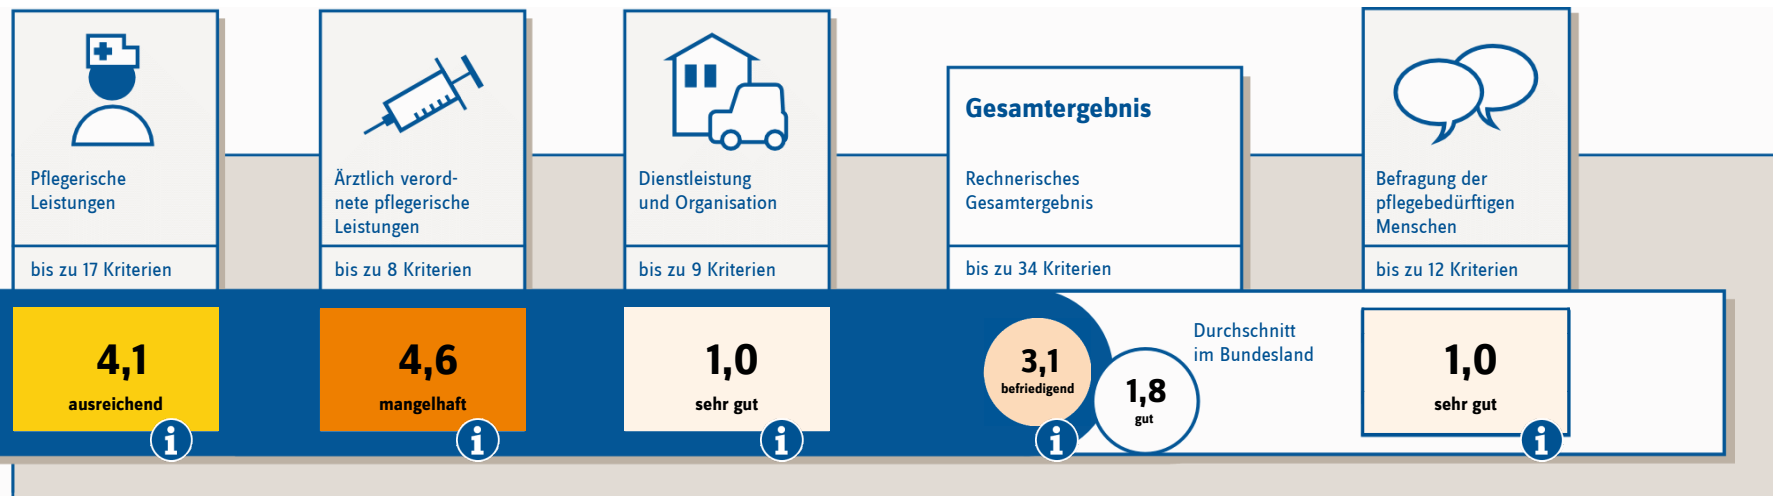 Pflegerische
Leistungen
bis zu 17 Kriterien
4,1
ausreichend
i
Ärztlich verord-
nete pflegerische
Leistungen
bis zu 8 Kriterien
4,6
mangelhaft
i
Dienstleistung
und Organisation
bis zu 9 Kriterien
1,0
sehr gut
i
Gesamtergebnis
Rechnerisches
Gesamtergebnis
bis zu 34 Kriterien
3,1
befriedigend
i
1,8
gut
Durchschnitt
im Bundesland
Befragung der
pflegebedürftigen
Menschen
bis zu 12 Kriterien
1,0
sehr gut
i